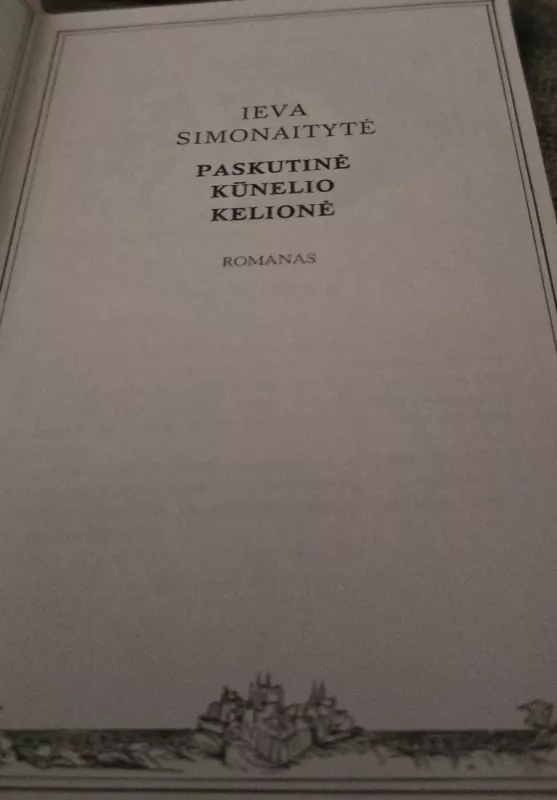 IEVA
SIMONAITYTĖ
PASKUTINĖ
KŪNELIO
KELIONĖ
ROMANAS